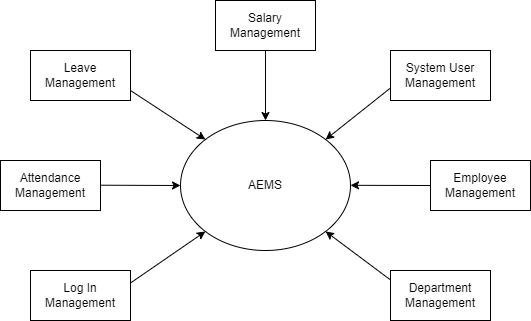 Salary
Management
Leave
Management
System User
Management
Attendance
Management
AEMS
Employee
Management
Log In
Management
Department
Management